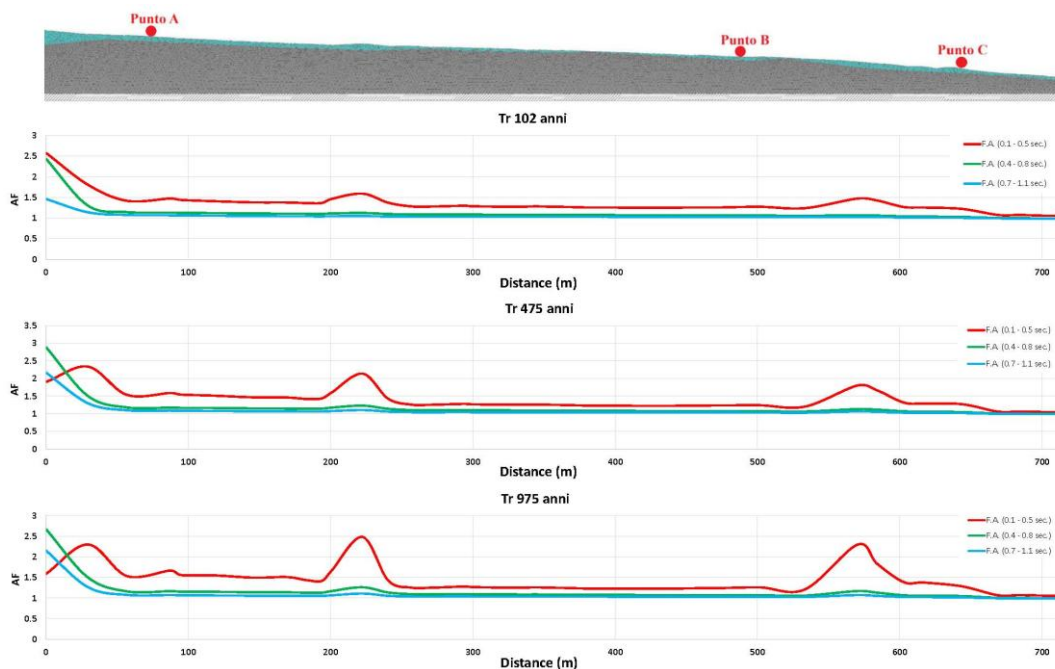 Punto A
Punto B
Punto C
Tr 102 anni
3
2.5
2
1.5
1
0.5
0
AF
F.A. (0.1 - 0.5 sec.)
F.A. (0.4 - 0.8 sec.)
F.A. (0.7 - 1.1 sec.)
0 100 200 300 400 500 600 700
Distance (m)
Tr 475 anni
3.5
3
2.5
2
1.5
1
0.5
0
AF
F.A. (0.1 - 0.5 sec.)
F.A. (0.4 - 0.8 sec.)
F.A. (0.7 - 1.1 sec.)
0 100 200 300 400 500 600 700
Distance (m)
Tr 975 anni
3
2.5
2
1.5
1
0.5
0
AF
F.A. (0.1 - 0.5 sec.)
F.A. (0.4 - 0.8 sec.)
F.A. (0.7 - 1.1 sec.)
0 100 200 300 400 500 600 700
Distance (m)